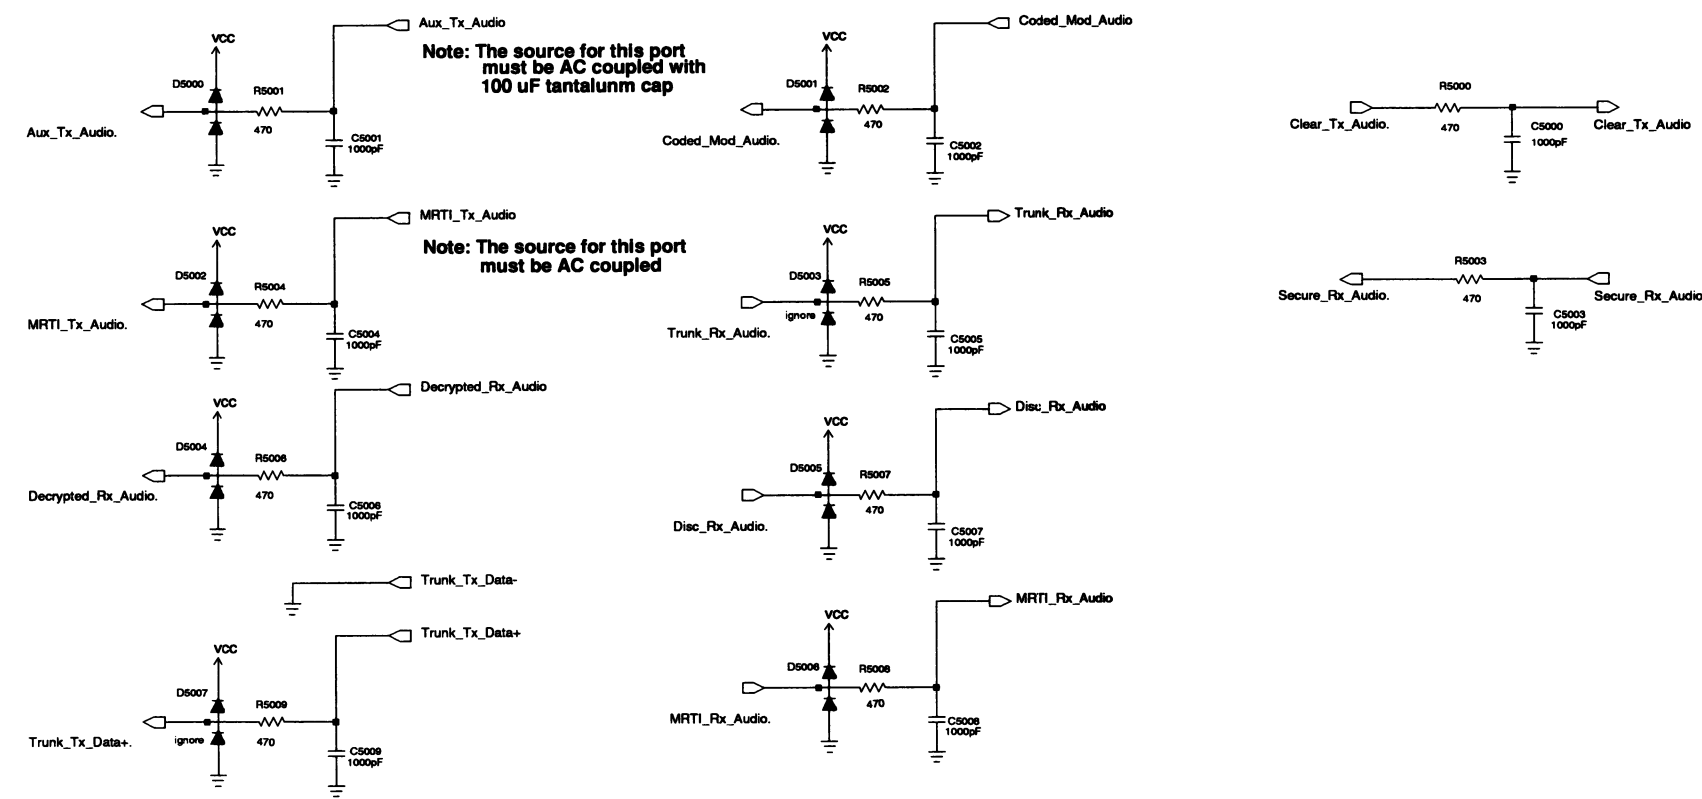 Aux_Tx_Audio
Note: The source for this port
must be AC coupled with
100 uF tantalunm cap
VCC
D5000
R5001
470
C5001
1000pF
Aux_Tx_Audio.
MRTI_Tx_Audio
Note: The source for this port
must be AC coupled
VCC
D5002
R5004
470
C5004
1000pF
MRTI_Tx_Audio.
Decrypted_Rx_Audio
VCC
D5004
R5006
470
C5006
1000pF
Decrypted_Rx_Audio.
Trunk_Tx_Data-
Trunk_Tx_Data+
VCC
D5007
R5009
ignore
470
C5009
1000pF
Trunk_Tx_Data+.
Coded_Mod_Audio
VCC
D5001
R5002
470
C5002
1000pF
Coded_Mod_Audio.
Trunk_Rx_Audio
VCC
D5003
R5005
ignore
470
C5005
1000pF
Trunk_Rx_Audio.
Disc_Rx_Audio
VCC
D5005
R5007
470
C5007
1000pF
Disc_Rx_Audio.
MRTI_Rx_Audio
VCC
D5006
R5008
470
C5008
1000pF
MRTI_Rx_Audio.
R5000
Clear_Tx_Audio.
470
C5000
1000pF
Clear_Tx_Audio
R5003
Secure_Rx_Audio.
470
C5003
1000pF
Secure_Rx_Audio